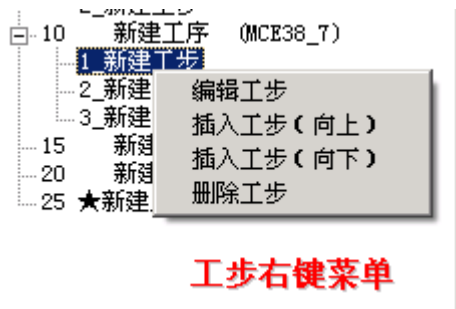 10 新建工序 (MCE38_7)
1_新建工步
2_新建
3_新建
15 新建
20 新建
25 ★新建
编辑工步
插入工步(向上)
插入工步(向下)
删除工步
工步右键菜单